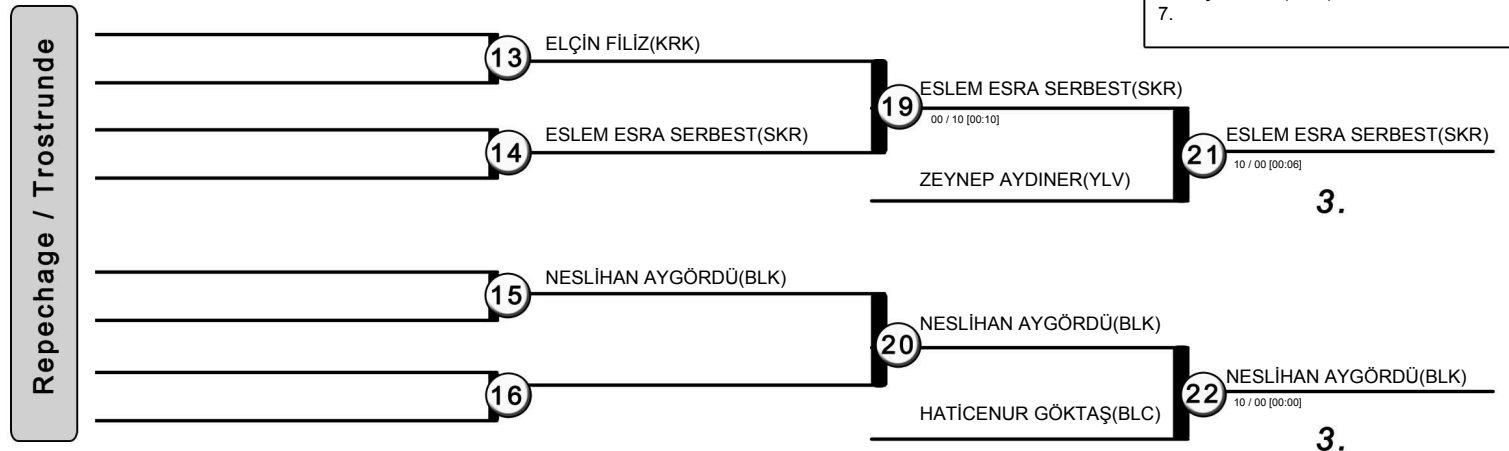 7.
Repechage / Trostrunde
13
ELÇİN FİLİZ(KRK)
19
ESLEM ESRA SERBEST(SKR)
00 / 10 [00:10]
14
ESLEM ESRA SERBEST(SKR)
21
ESLEM ESRA SERBEST(SKR)
10 / 00 [00:06]
ZEYNEP AYDINER(YLV)
3.
15
NESLİHAN AYGÖRDÜ(BLK)
20
NESLİHAN AYGÖRDÜ(BLK)
16
22
NESLİHAN AYGÖRDÜ(BLK)
10 / 00 [00:00]
HATİCENUR GÖKTAŞ(BLC)
3.